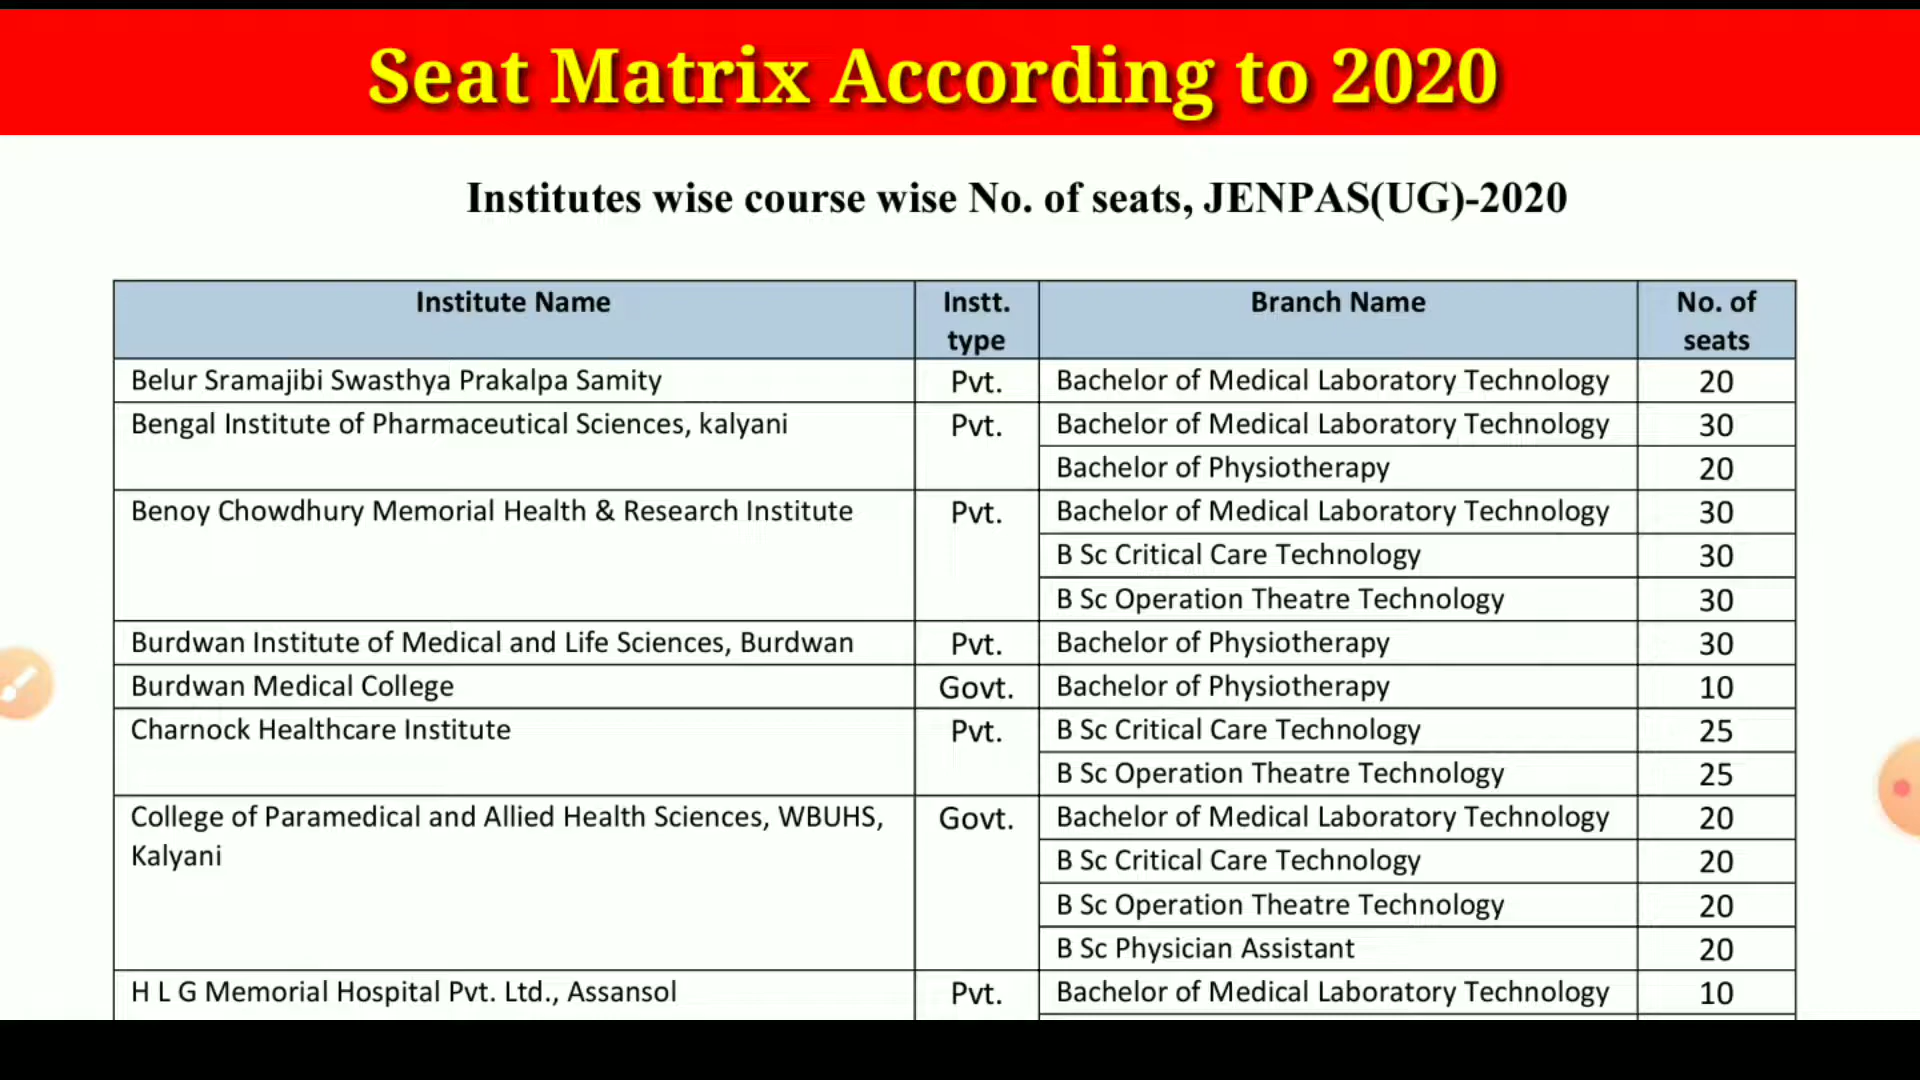 Seat Matrix According to 2020
Institutes wise course wise No. of seats, JENPAS(UG)-2020
Institute Name Instt. type Branch Name No. of seats
Belur Sramajibi Swasthya Prakalpa Samity Pvt. Bachelor of Medical Laboratory Technology 20
Bengal Institute of Pharmaceutical Sciences, kalyani Pvt. Bachelor of Medical Laboratory Technology 30
Bachelor of Physiotherapy 20
Benoy Chowdhury Memorial Health & Research Institute Pvt. Bachelor of Medical Laboratory Technology 30
B Sc Critical Care Technology 30
B Sc Operation Theatre Technology 30
Burdwan Institute of Medical and Life Sciences, Burdwan Pvt. Bachelor of Physiotherapy 30
Burdwan Medical College Govt. Bachelor of Physiotherapy 10
Charnock Healthcare Institute Pvt. B Sc Critical Care Technology 25
B Sc Operation Theatre Technology 25
College of Paramedical and Allied Health Sciences, WBUHS, Govt. Bachelor of Medical Laboratory Technology 20
Kalyani B Sc Critical Care Technology 20
B Sc Operation Theatre Technology 20
B Sc Physician Assistant 20
H L G Memorial Hospital Pvt. Ltd., Assansol Pvt. Bachelor of Medical Laboratory Technology 10